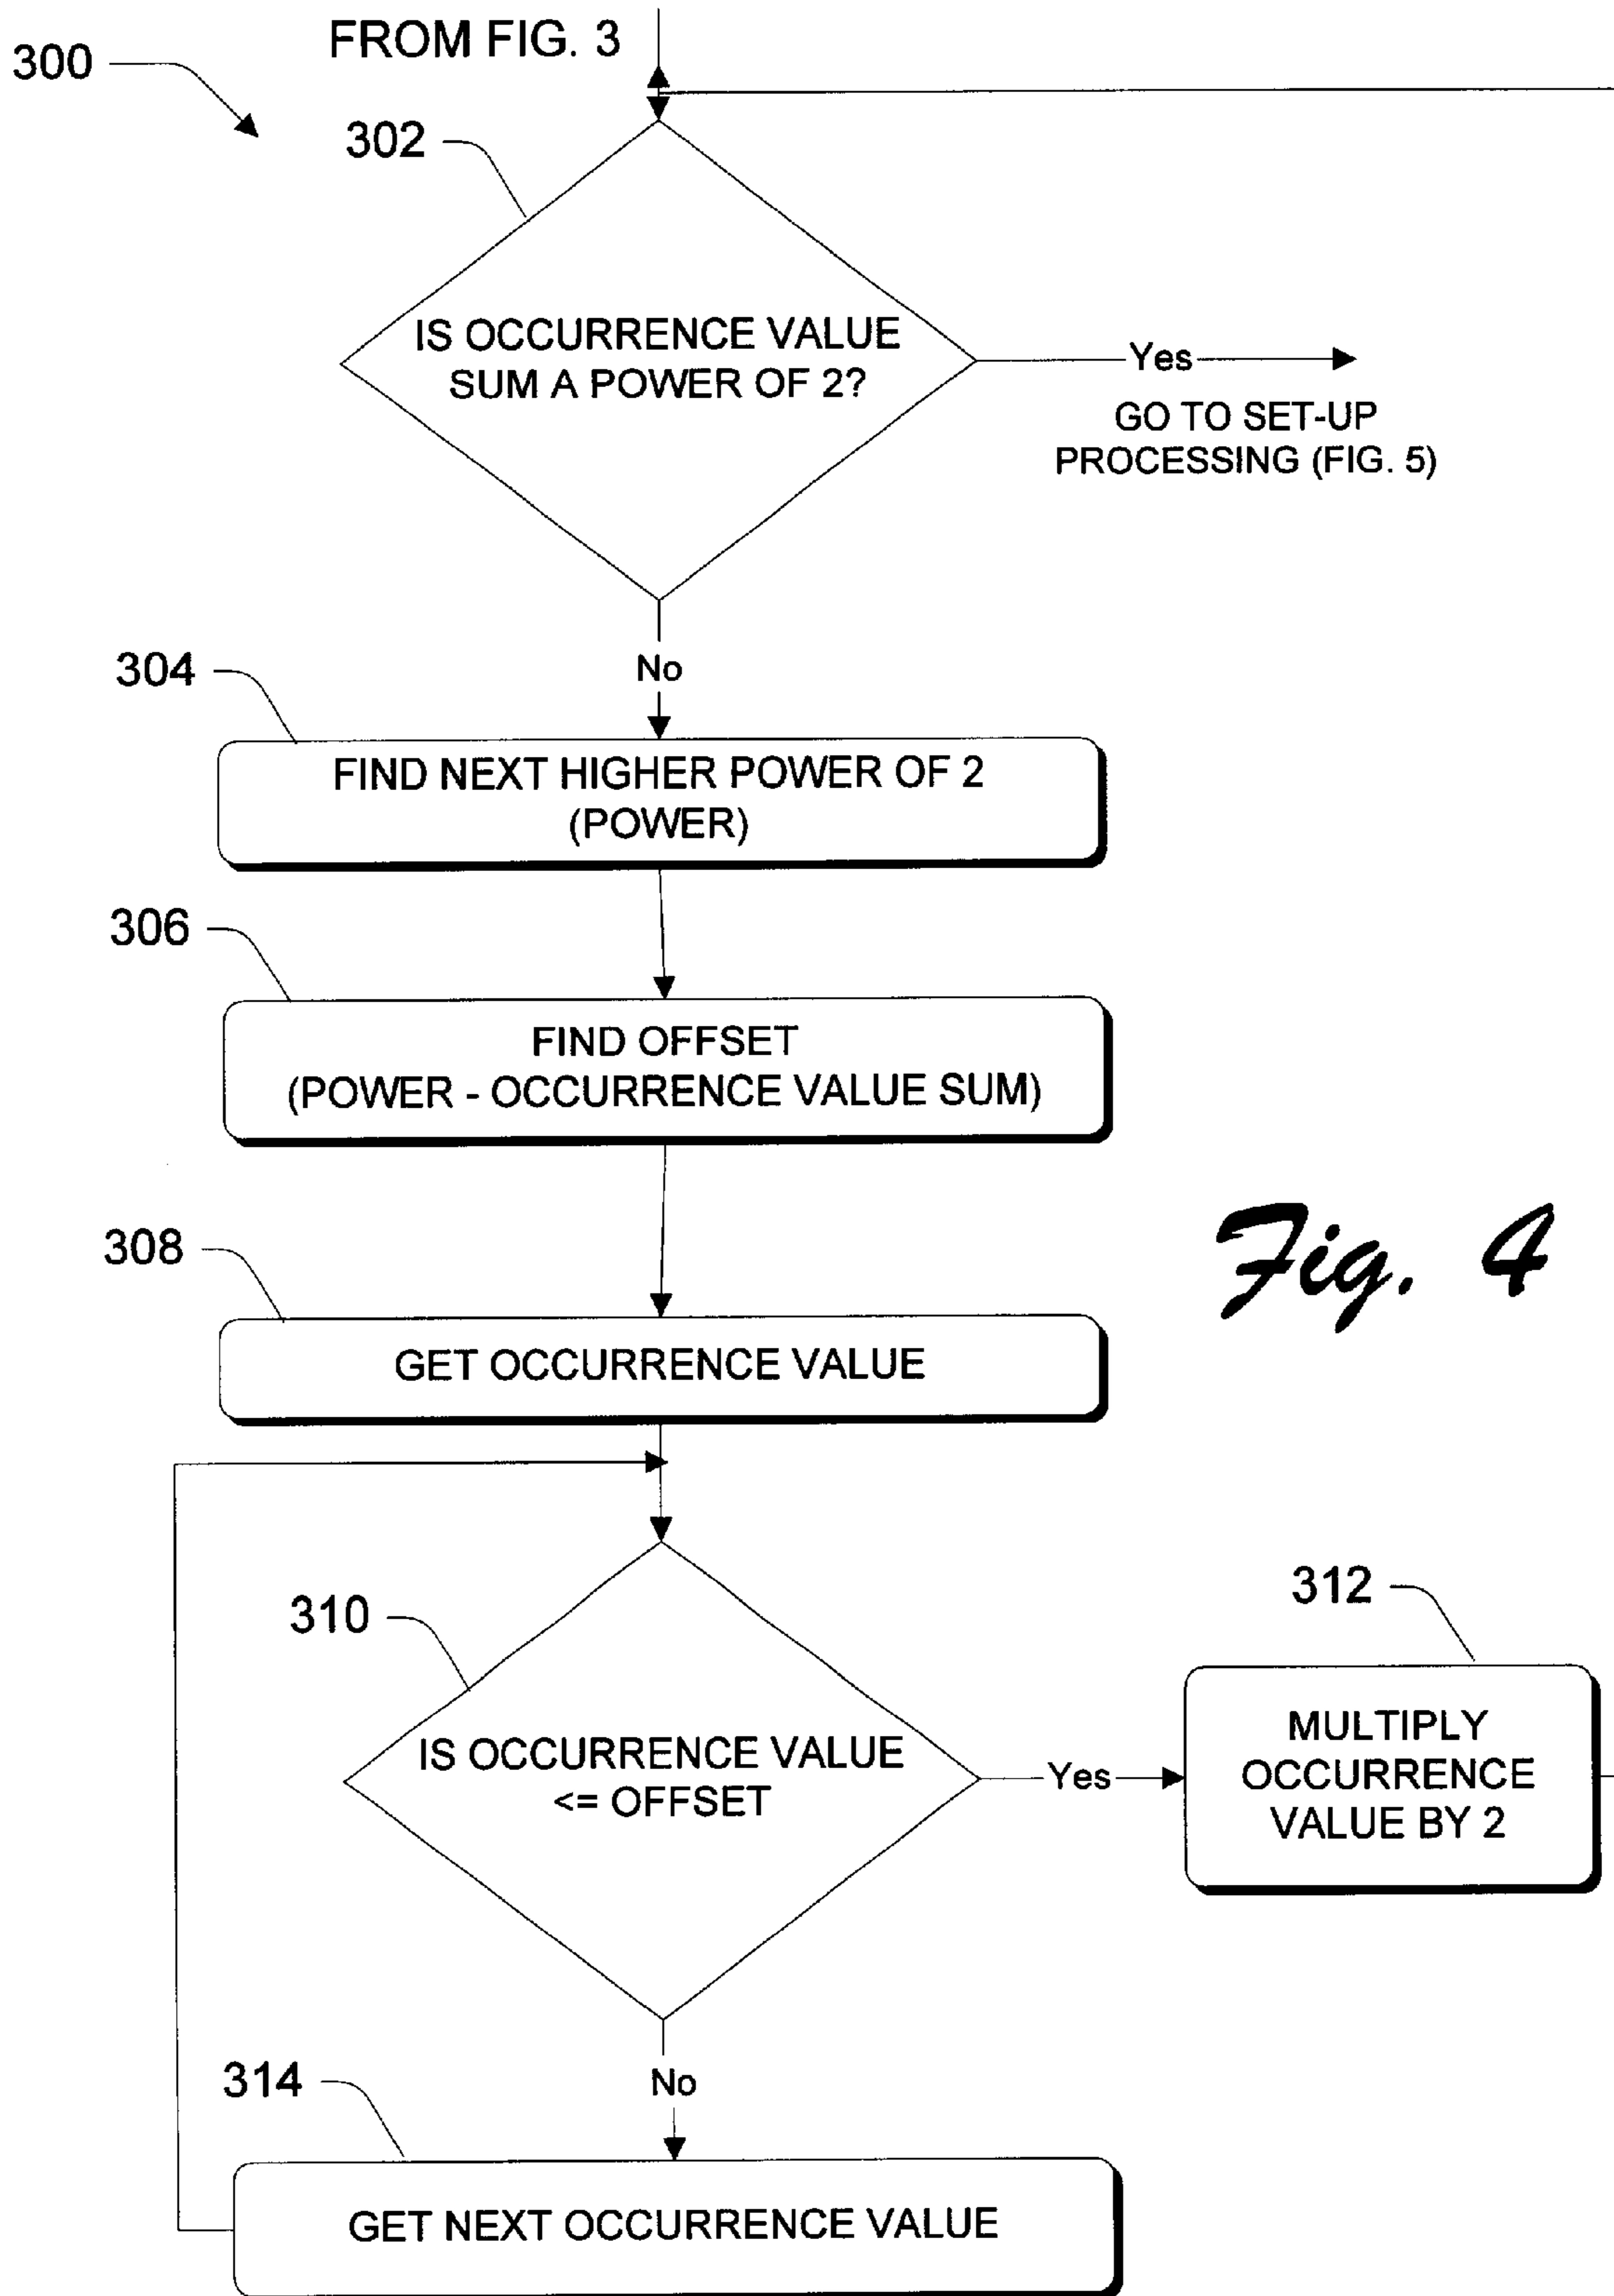 FROM FIG. 3
300
302
IS OCCURRENCE VALUE
SUM A POWER OF 2?
Yes
GO TO SET-UP
PROCESSING (FIG. 5)
No
304
FIND NEXT HIGHER POWER OF 2
(POWER)
306
FIND OFFSET
(POWER - OCCURRENCE VALUE SUM)
308
GET OCCURRENCE VALUE
Fig. 4
310
IS OCCURRENCE VALUE
<= OFFSET
Yes
312
MULTIPLY
OCCURRENCE
VALUE BY 2
No
314
GET NEXT OCCURRENCE VALUE